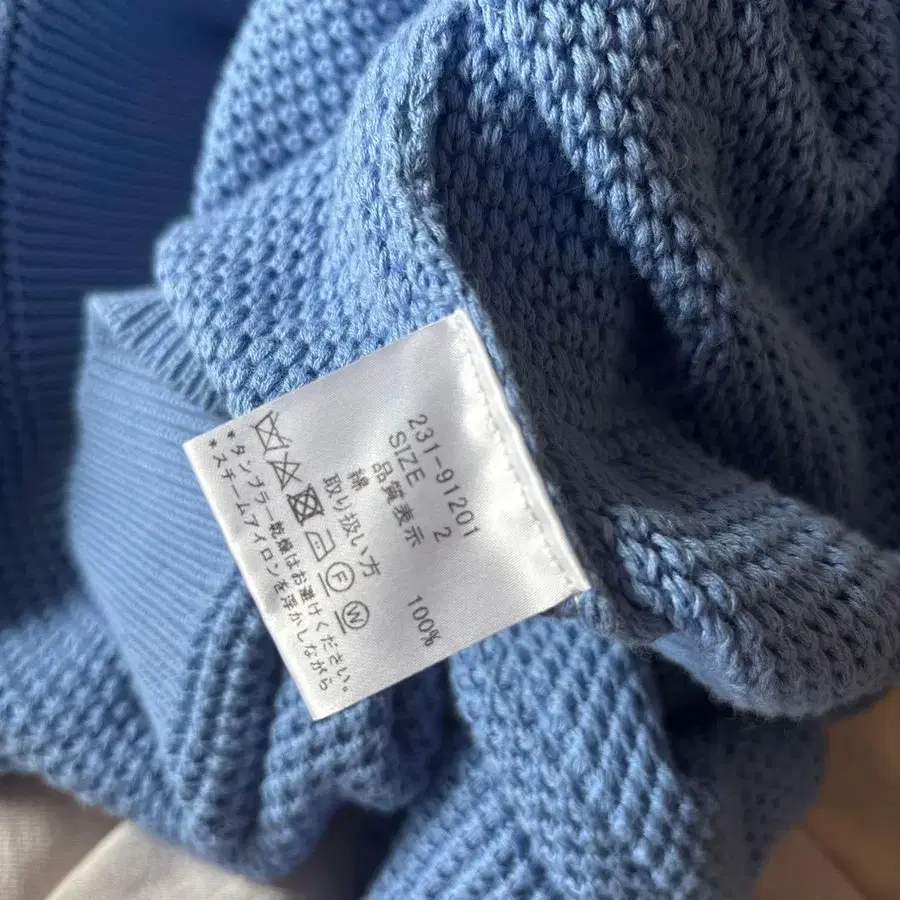 231-91201
SIZE 2
品質表示
綿 100%
取り扱い方
F W
*タンブラー乾燥はお避けください。
*スチームアイロンを浮かしながら